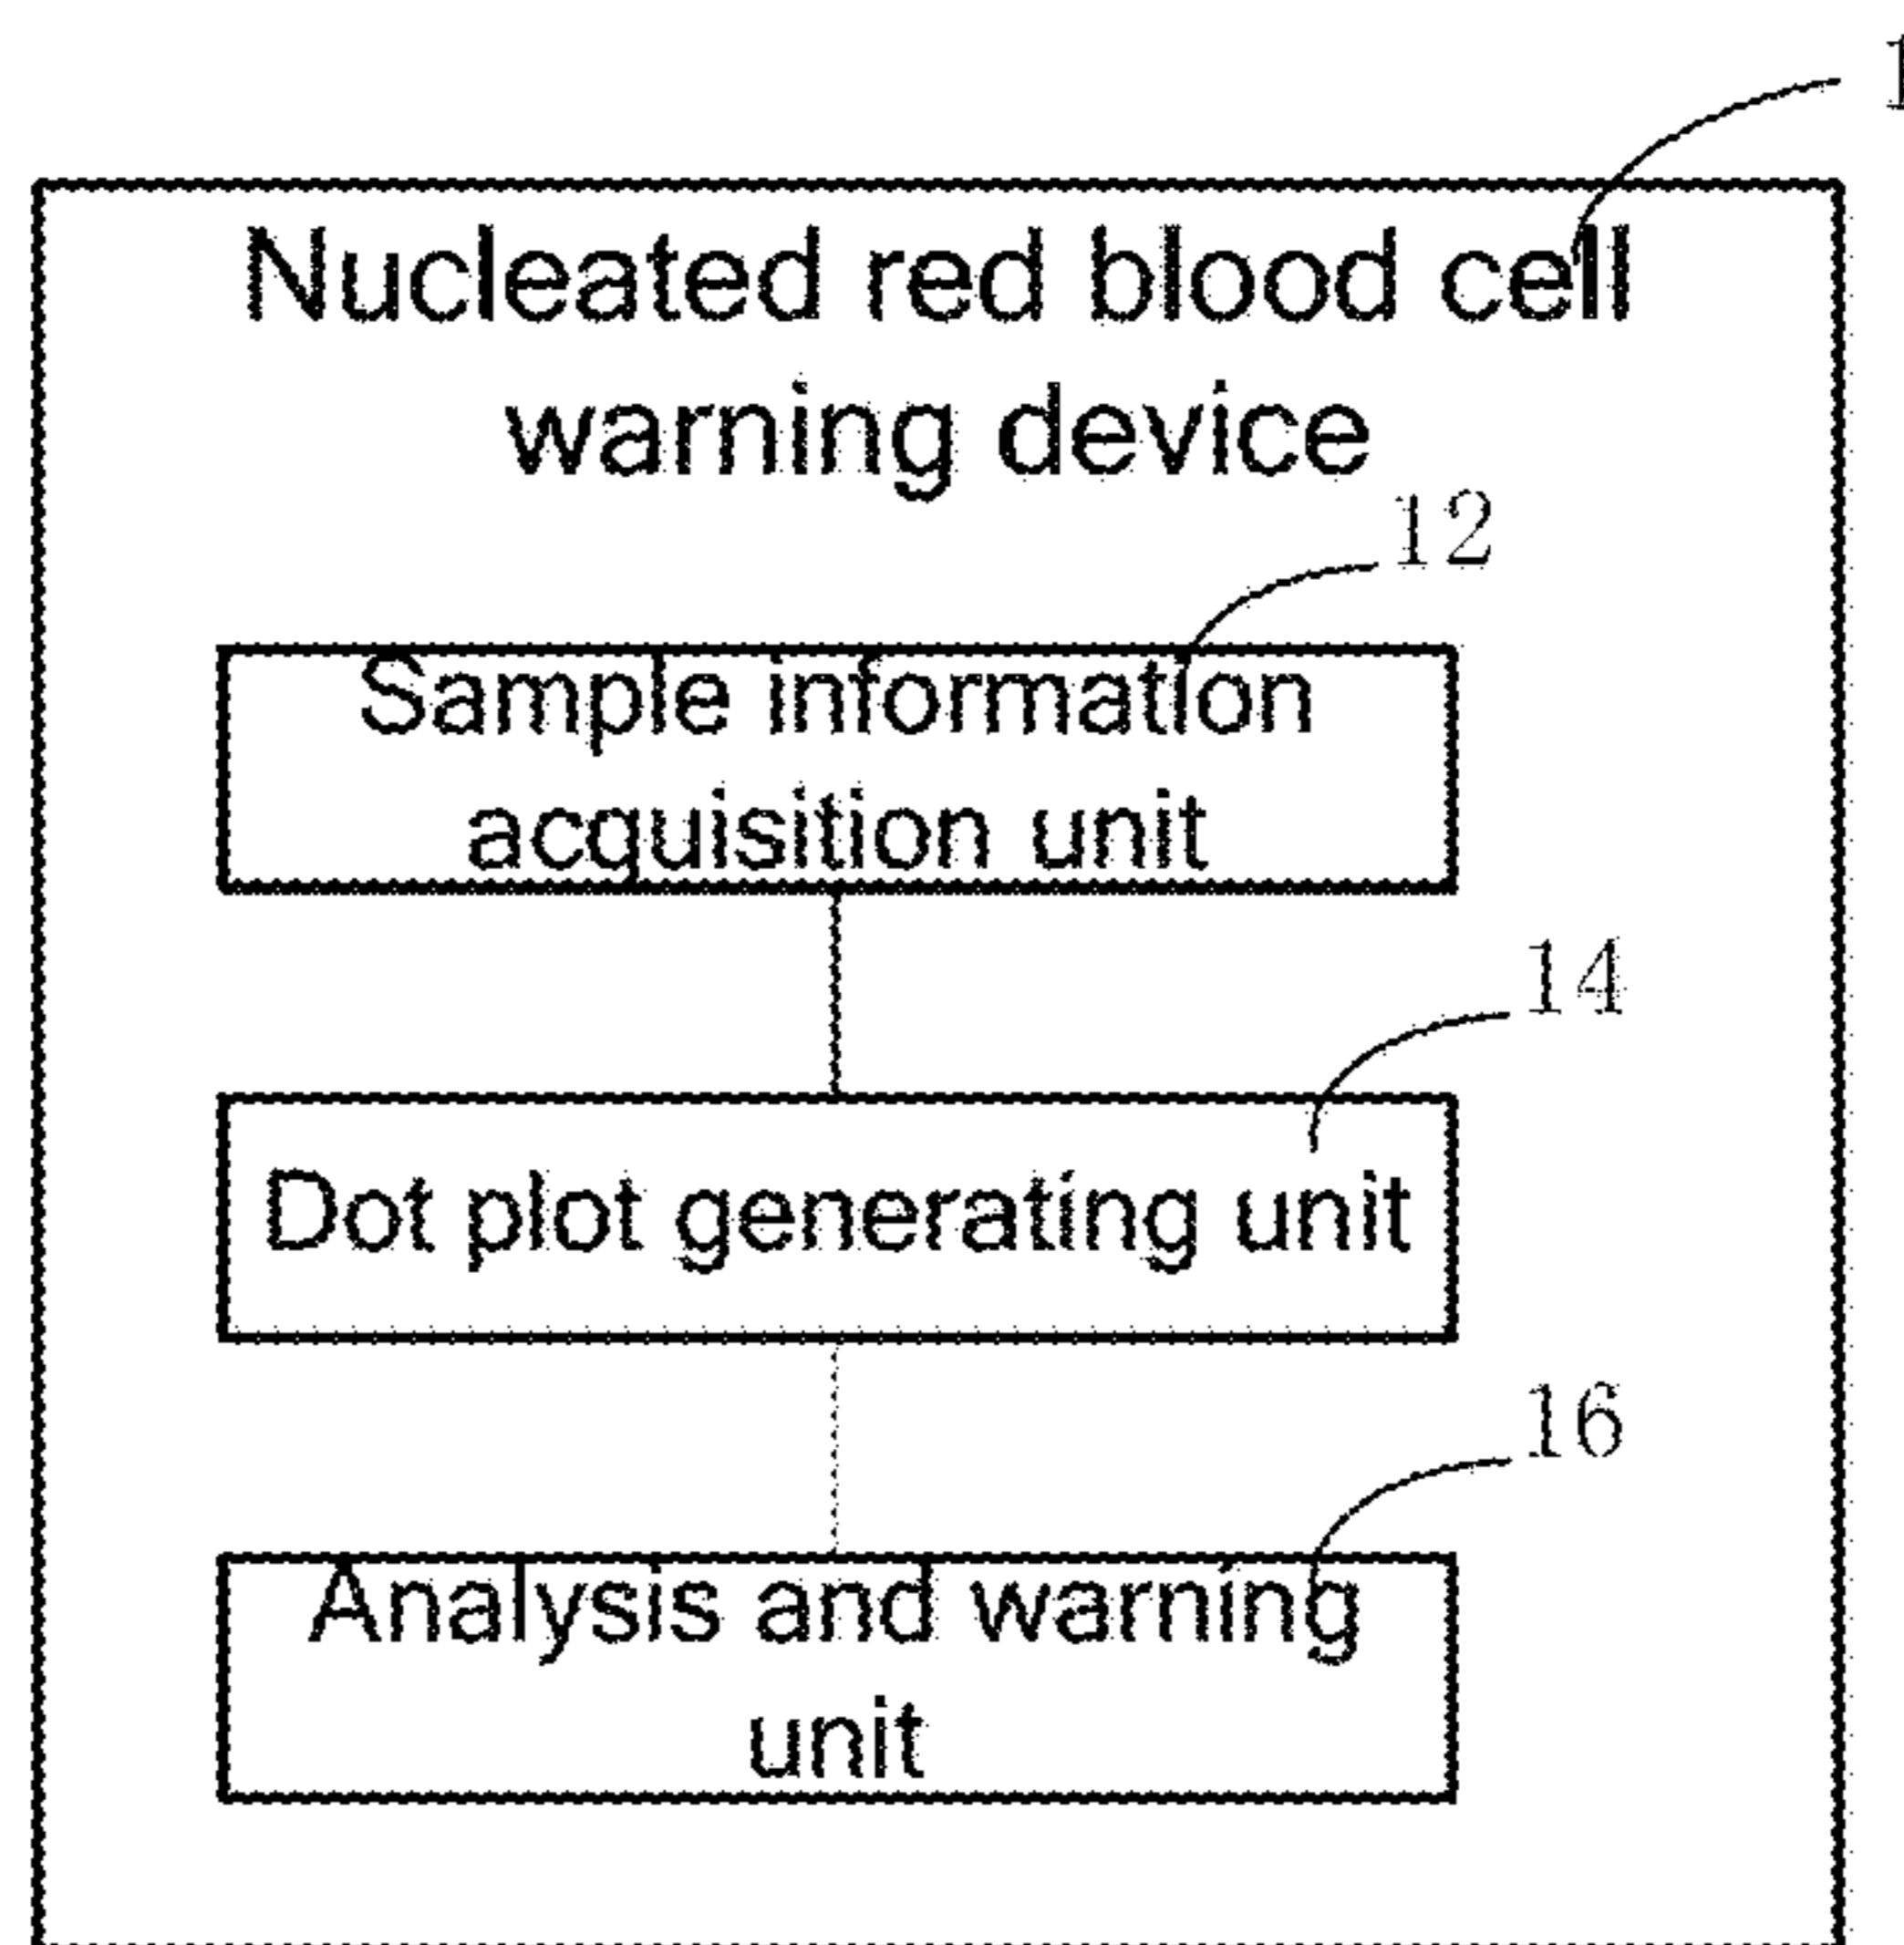 Nucleated red blood cell
warning device
12
Sample information
acquisition unit
14
Dot plot generating unit
16
Analysis and warning
unit